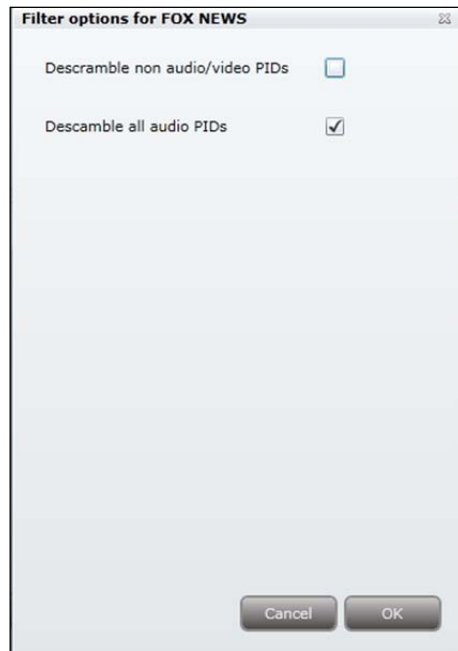 Filter options for FOX NEWS
Descramble non audio/video PIDs
Descamble all audio PIDs
Cancel OK